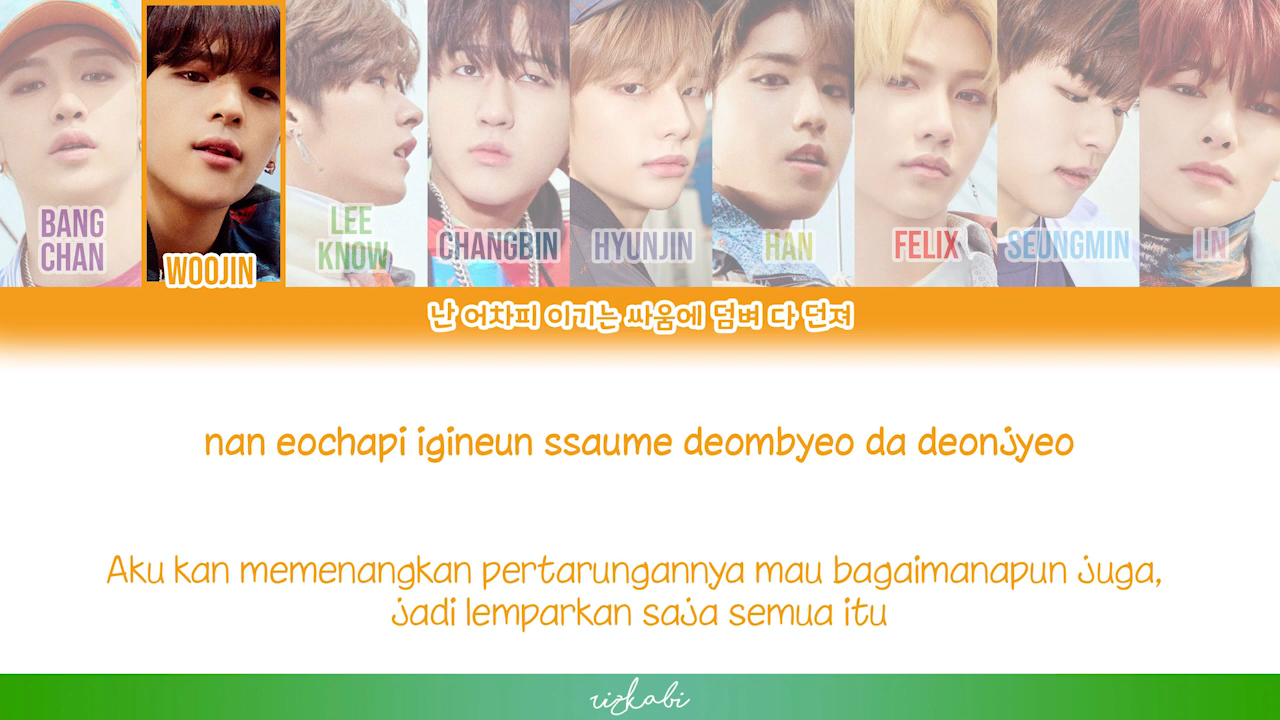 BANG
CHAN
WOOJIN
LEE
KNOW
CHANGBIN
HYUNJIN
HAN
FELIX
SEUNGMIN
I.N
난 어차피 이기는 싸움에 덤벼 다 던져
nan eochapi igineun ssaume deombyeo da deonjyeo
Aku kan memenangkan pertarungannya mau bagaimanapun juga,
jadi lemparkan saja semua itu
rizkabi